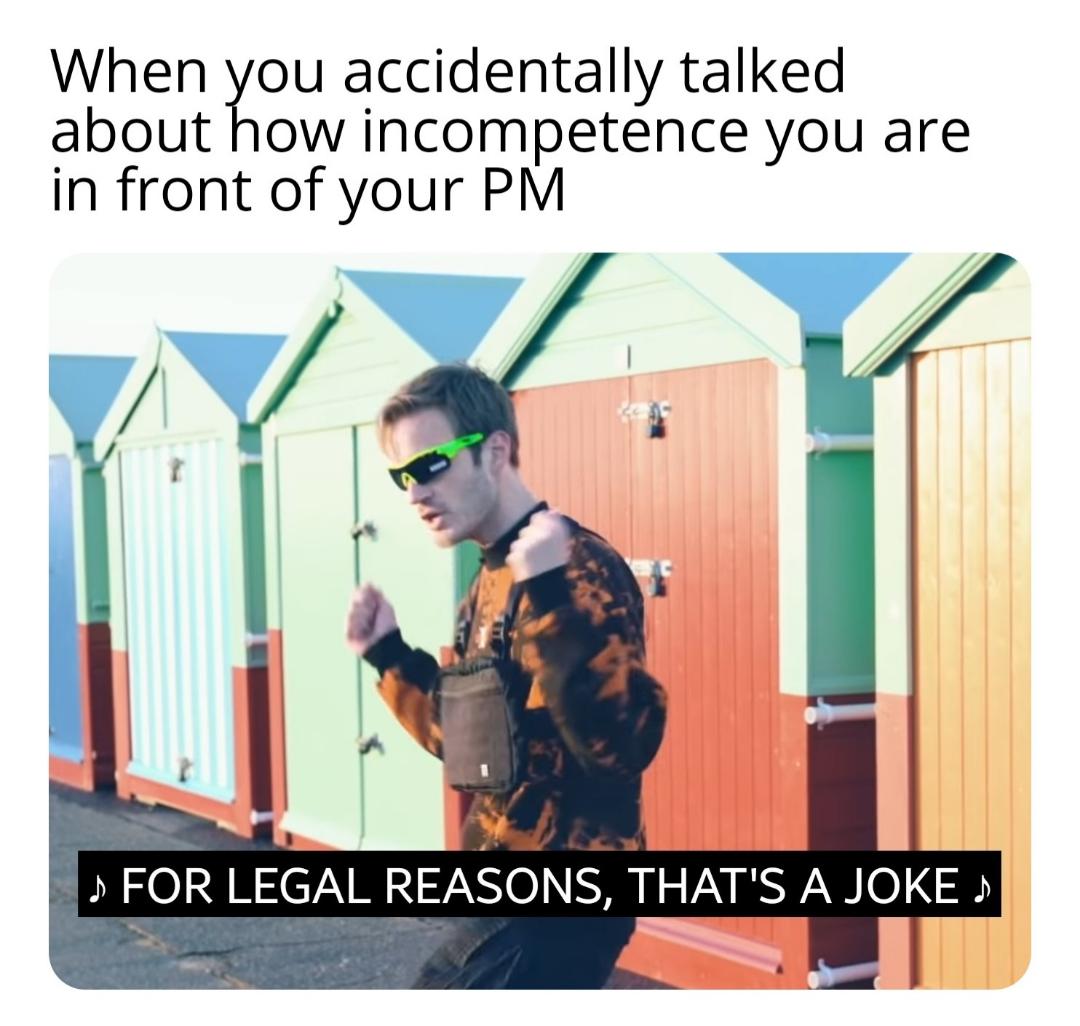 When you accidentally talked
about how incompetence you are
in front of your PM
♪ FOR LEGAL REASONS, THAT'S A JOKE ♪